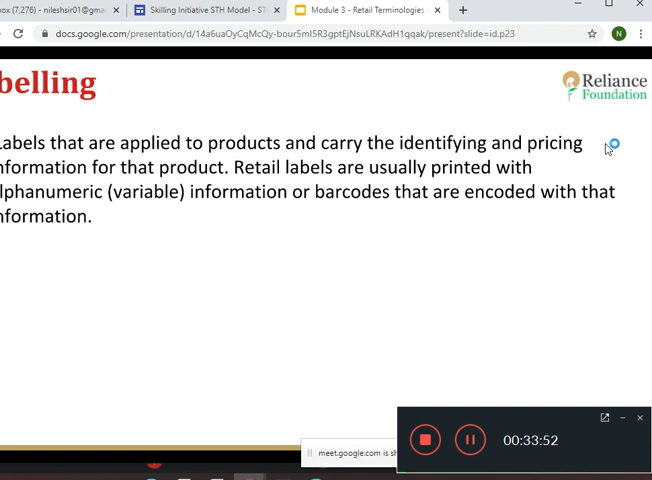 box (7,276) - nileshsir01@gma
Skilling Initiative STH Model - ST
Module 3 - Retail Terminologies
docs.google.com/presentation/d/14a6uaOyCqMcQy-bour5mI5R3gptEjNsuLRKAdH1qqak/present?slide=id.p23
N
belling
Reliance
Foundation
Labels that are applied to products and carry the identifying and pricing
nformation for that product. Retail labels are usually printed with
lphanumeric (variable) information or barcodes that are encoded with that
nformation.
00:33:52
meet.google.com is sh